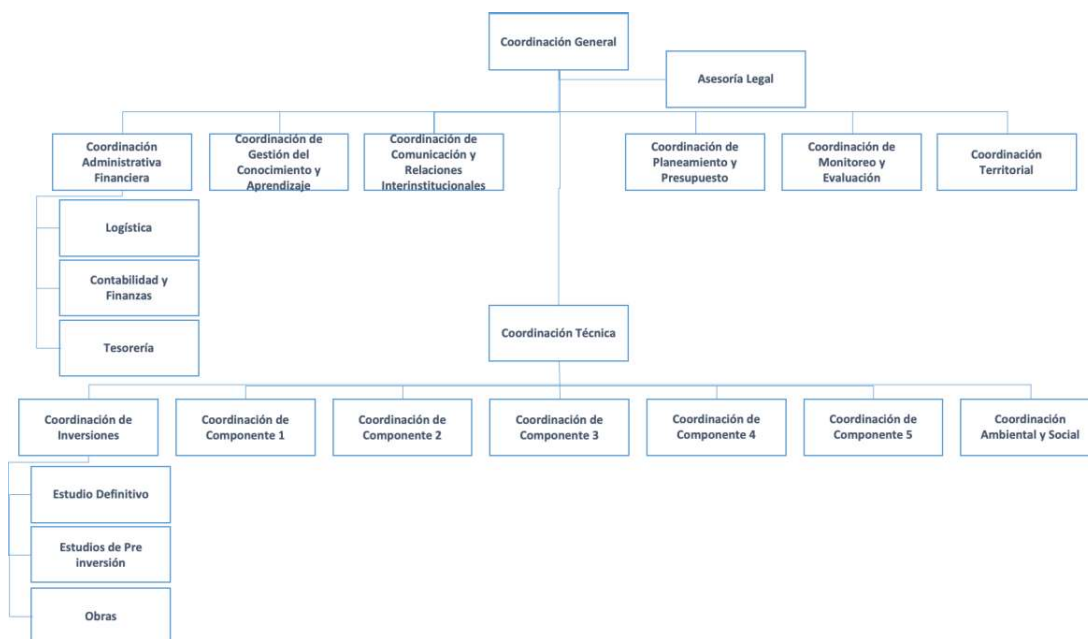 Coordinación General
Asesoría Legal
Coordinación
Administrativa
Financiera
Coordinación de
Gestión del
Conocimiento y
Aprendizaje
Coordinación de
Comunicación y
Relaciones
Interinstitucionales
Coordinación de
Planeamiento y
Presupuesto
Coordinación de
Monitoreo y
Evaluación
Coordinación
Territorial
Logística
Contabilidad y
Finanzas
Tesorería
Coordinación Técnica
Coordinación de
Inversiones
Coordinación de
Componente 1
Coordinación de
Componente 2
Coordinación de
Componente 3
Coordinación de
Componente 4
Coordinación de
Componente 5
Coordinación
Ambiental y Social
Estudio Definitivo
Estudios de Pre
inversión
Obras